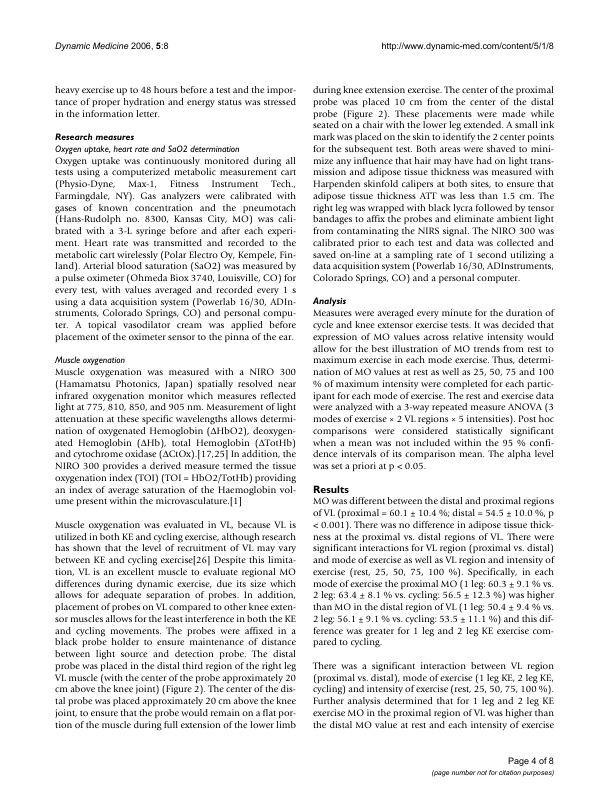 Dynamic Medicine 2006, 5:8
http://www.dynamic-med.com/content/5/1/8
heavy exercise up to 48 hours before a test and the impor-
tance of proper hydration and energy status was stressed
in the information letter.
Research measures
Oxygen uptake, heart rate and SaO2 determination
Oxygen uptake was continuously monitored during all
tests using a computerized metabolic measurement cart
(Physio-Dyne, Max-1, Fitness Instrument Tech.,
Farmingdale, NY). Gas analyzers were calibrated with
gases of known concentration and the pneumotach
(Hans-Rudolph no. 8300, Kansas City, MO) was cali-
brated with a 3-L syringe before and after each experi-
ment. Heart rate was transmitted and recorded to the
metabolic cart wirelessly (Polar Electro Oy, Kempele, Fin-
land). Arterial blood saturation (SaO2) was measured by
a pulse oximeter (Ohmeda Biox 3740, Louisville, CO) for
every test, with values averaged and recorded every 1 s
using a data acquisition system (Powerlab 16/30, ADIn-
struments, Colorado Springs, CO) and personal compu-
ter. A topical vasodilator cream was applied before
placement of the oximeter sensor to the pinna of the ear.
Muscle oxygenation
Muscle oxygenation was measured with a NIRO 300
(Hamamatsu Photonics, Japan) spatially resolved near
infrared oxygenation monitor which measures reflected
light at 775, 810, 850, and 905 nm. Measurement of light
attenuation at these specific wavelengths allows determi-
nation of oxygenated Hemoglobin (ΔHbO2), deoxygen-
ated Hemoglobin (ΔHb), total Hemoglobin (ΔTotHb)
and cytochrome oxidase (ΔCtOx).[17,25] In addition, the
NIRO 300 provides a derived measure termed the tissue
oxygenation index (TOI) (TOI = HbO2/TotHb) providing
an index of average saturation of the Haemoglobin vol-
ume present within the microvasculature.[1]
Muscle oxygenation was evaluated in VL, because VL is
utilized in both KE and cycling exercise, although research
has shown that the level of recruitment of VL may vary
between KE and cycling exercise[26] Despite this limita-
tion, VL is an excellent muscle to evaluate regional MO
differences during dynamic exercise, due its size which
allows for adequate separation of probes. In addition,
placement of probes on VL compared to other knee exten-
sor muscles allows for the least interference in both the KE
and cycling movements. The probes were affixed in a
black probe holder to ensure maintenance of distance
between light source and detection probe. The distal
probe was placed in the distal third region of the right leg
VL muscle (with the center of the probe approximately 20
cm above the knee joint) (Figure 2). The center of the dis-
tal probe was placed approximately 20 cm above the knee
joint, to ensure that the probe would remain on a flat por-
tion of the muscle during full extension of the lower limb
during knee extension exercise. The center of the proximal
probe was placed 10 cm from the center of the distal
probe (Figure 2). These placements were made while
seated on a chair with the lower leg extended. A small ink
mark was placed on the skin to identify the 2 center points
for the subsequent test. Both areas were shaved to mini-
mize any influence that hair may have had on light trans-
mission and adipose tissue thickness was measured with
Harpenden skinfold calipers at both sites, to ensure that
adipose tissue thickness ATT was less than 1.5 cm. The
right leg was wrapped with black lycra followed by tensor
bandages to affix the probes and eliminate ambient light
from contaminating the NIRS signal. The NIRO 300 was
calibrated prior to each test and data was collected and
saved on-line at a sampling rate of 1 second utilizing a
data acquisition system (Powerlab 16/30, ADInstruments,
Colorado Springs, CO) and a personal computer.
Analysis
Measures were averaged every minute for the duration of
cycle and knee extensor exercise tests. It was decided that
expression of MO values across relative intensity would
allow for the best illustration of MO trends from rest to
maximum exercise in each mode exercise. Thus, determi-
nation of MO values at rest as well as 25, 50, 75 and 100
% of maximum intensity were completed for each partic-
ipant for each mode of exercise. The rest and exercise data
were analyzed with a 3-way repeated measure ANOVA (3
modes of exercise × 2 VL regions × 5 intensities). Post hoc
comparisons were considered statistically significant
when a mean was not included within the 95 % confi-
dence intervals of its comparison mean. The alpha level
was set a priori at p < 0.05.
Results
MO was different between the distal and proximal regions
of VL (proximal = 60.1 ± 10.4 %; distal = 54.5 ± 10.0 %, p
< 0.001). There was no difference in adipose tissue thick-
ness at the proximal vs. distal regions of VL. There were
significant interactions for VL region (proximal vs. distal)
and mode of exercise as well as VL region and intensity of
exercise (rest, 25, 50, 75, 100 %). Specifically, in each
mode of exercise the proximal MO (1 leg: 60.3 ± 9.1 % vs.
2 leg: 63.4 ± 8.1 % vs. cycling: 56.5 ± 12.3 %) was higher
than MO in the distal region of VL (1 leg: 50.4 ± 9.4 % vs.
2 leg: 56.1 ± 9.1 % vs. cycling: 53.5 ± 11.1 %) and this dif-
ference was greater for 1 leg and 2 leg KE exercise com-
pared to cycling.
There was a significant interaction between VL region
(proximal vs. distal), mode of exercise (1 leg KE, 2 leg KE,
cycling) and intensity of exercise (rest, 25, 50, 75, 100 %).
Further analysis determined that for 1 leg and 2 leg KE
exercise MO in the proximal region of VL was higher than
the distal MO value at rest and each intensity of exercise
Page 4 of 8
(page number not for citation purposes)